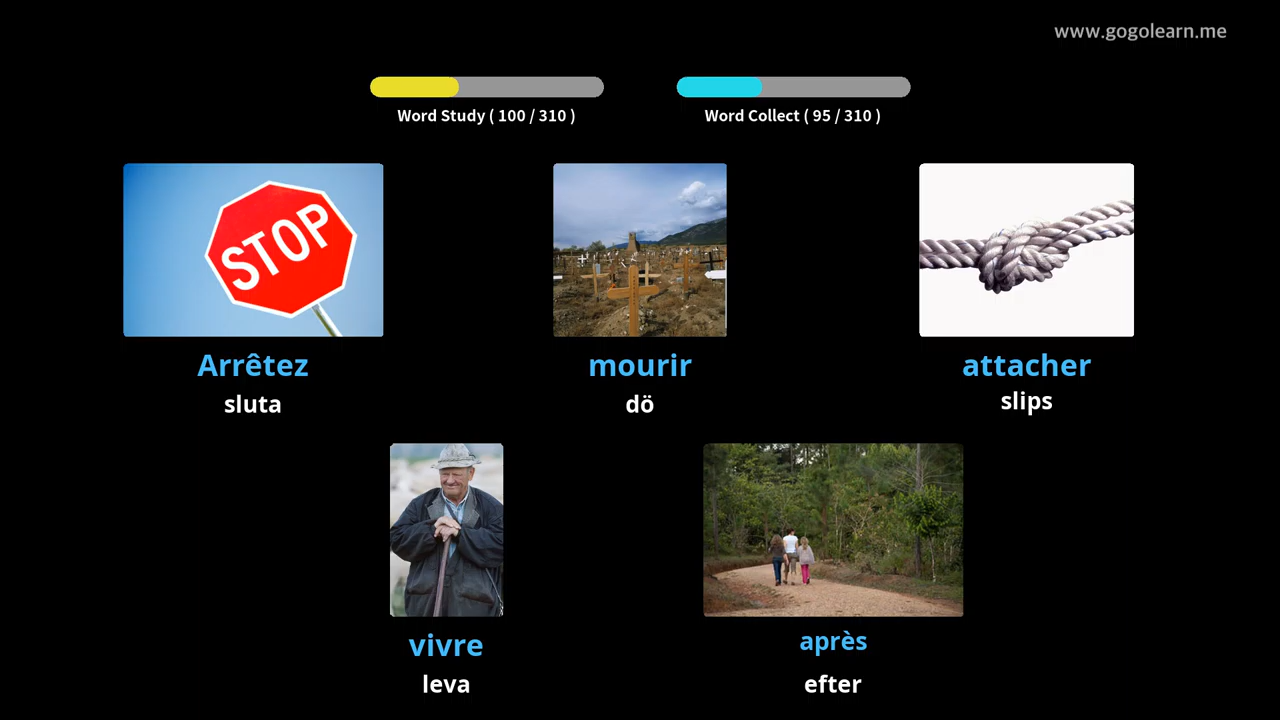 www.gogolearn.me
Word Study ( 100 / 310 )
Word Collect ( 95 / 310 )
STOP
Arrêtez
sluta
mourir
dö
attacher
slips
vivre
leva
après
efter